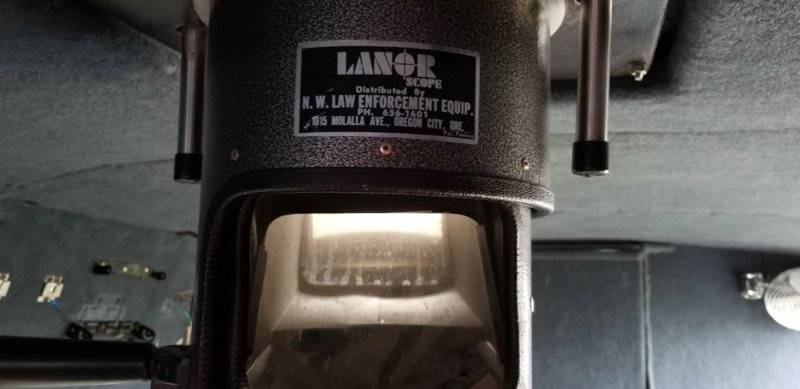 LANOR
SCOPE
Distributed By
N. W. LAW ENFORCEMENT EQUIP.
PH. 656-1601
1015 MOLALLA AVE., OREGON CITY, ORE.